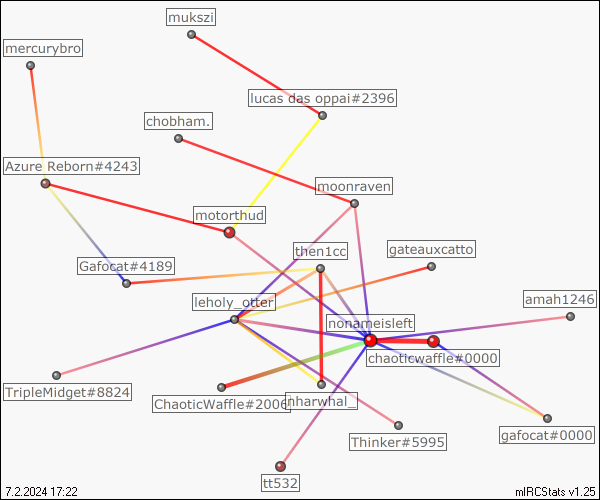 mukszi
mercurybro
lucas das oppai#2396
chobham.
Azure Reborn#4243
moonraven
motorthud
then1cc
gateauxcatto
Gafocat#4189
leholy_otter
amah1246
nonameisleft
chaoticwaffle#0000
TripleMidget#8824
ChaoticWaffle#2006
nharwhal_
gafocat#0000
Thinker#5995
tt532
7.2.2024 17:22
mIRCStats v1.25